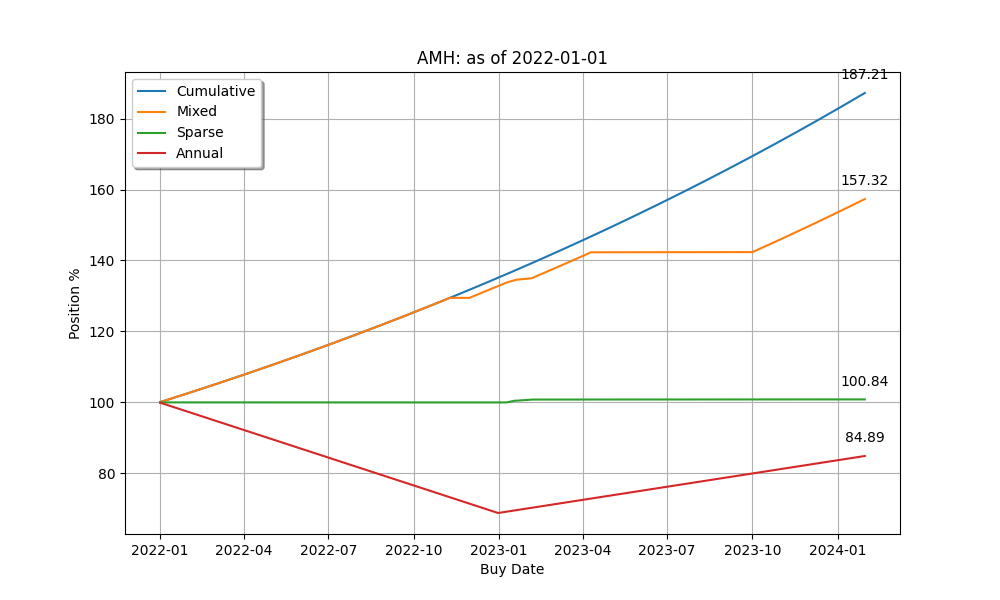 AMH: as of 2022-01-01
187.21
Cumulative
Mixed
Sparse
Annual
157.32
100.84
84.89
180
160
140
120
100
80
Position %
2022-01
2022-04
2022-07
2022-10
2023-01
2023-04
2023-07
2023-10
2024-01
Buy Date